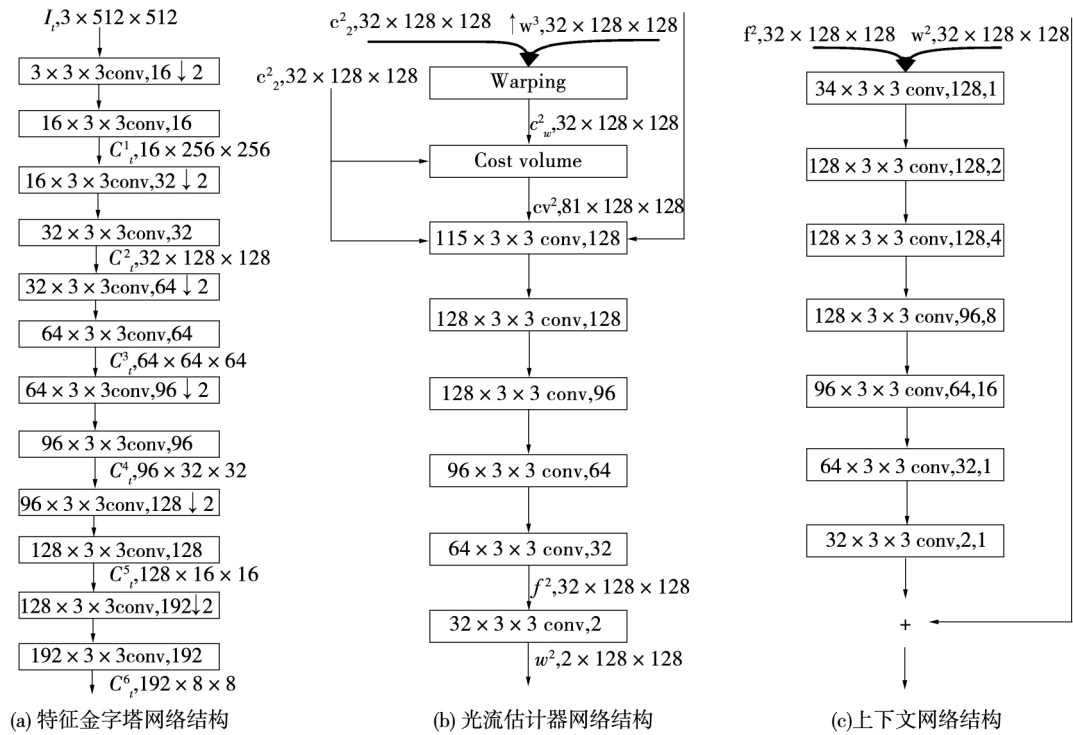 I_t,3 × 512 × 512
3 × 3 × 3conv,16 ↓ 2
16 × 3 × 3conv,16
C^1_t,16 × 256 × 256
16 × 3 × 3conv,32 ↓ 2
32 × 3 × 3conv,32
C^2_t,32 × 128 × 128
32 × 3 × 3conv,64 ↓ 2
64 × 3 × 3conv,64
C^3_t,64 × 64 × 64
64 × 3 × 3conv,96 ↓ 2
96 × 3 × 3conv,96
C^4_t,96 × 32 × 32
96 × 3 × 3conv,128 ↓ 2
128 × 3 × 3conv,128
C^5_t,128 × 16 × 16
128 × 3 × 3conv,192↓2
192 × 3 × 3conv,192
C^6_t,192 × 8 × 8
(a) 特征金字塔网络结构
c^2_2,32 × 128 × 128
↑w^3,32 × 128 × 128
c^2_2,32 × 128 × 128
Warping
c^2_w,32 × 128 × 128
Cost volume
cv^2,81 × 128 × 128
115 × 3 × 3 conv,128
128 × 3 × 3 conv,128
128 × 3 × 3 conv,96
96 × 3 × 3 conv,64
64 × 3 × 3 conv,32
f^2,32 × 128 × 128
32 × 3 × 3 conv,2
w^2,2 × 128 × 128
(b) 光流估计器网络结构
f^2,32 × 128 × 128
w^2,32 × 128 × 128
34 × 3 × 3 conv,128,1
128 × 3 × 3 conv,128,2
128 × 3 × 3 conv,128,4
128 × 3 × 3 conv,96,8
96 × 3 × 3 conv,64,16
64 × 3 × 3 conv,32,1
32 × 3 × 3 conv,2,1
+
(c)上下文网络结构